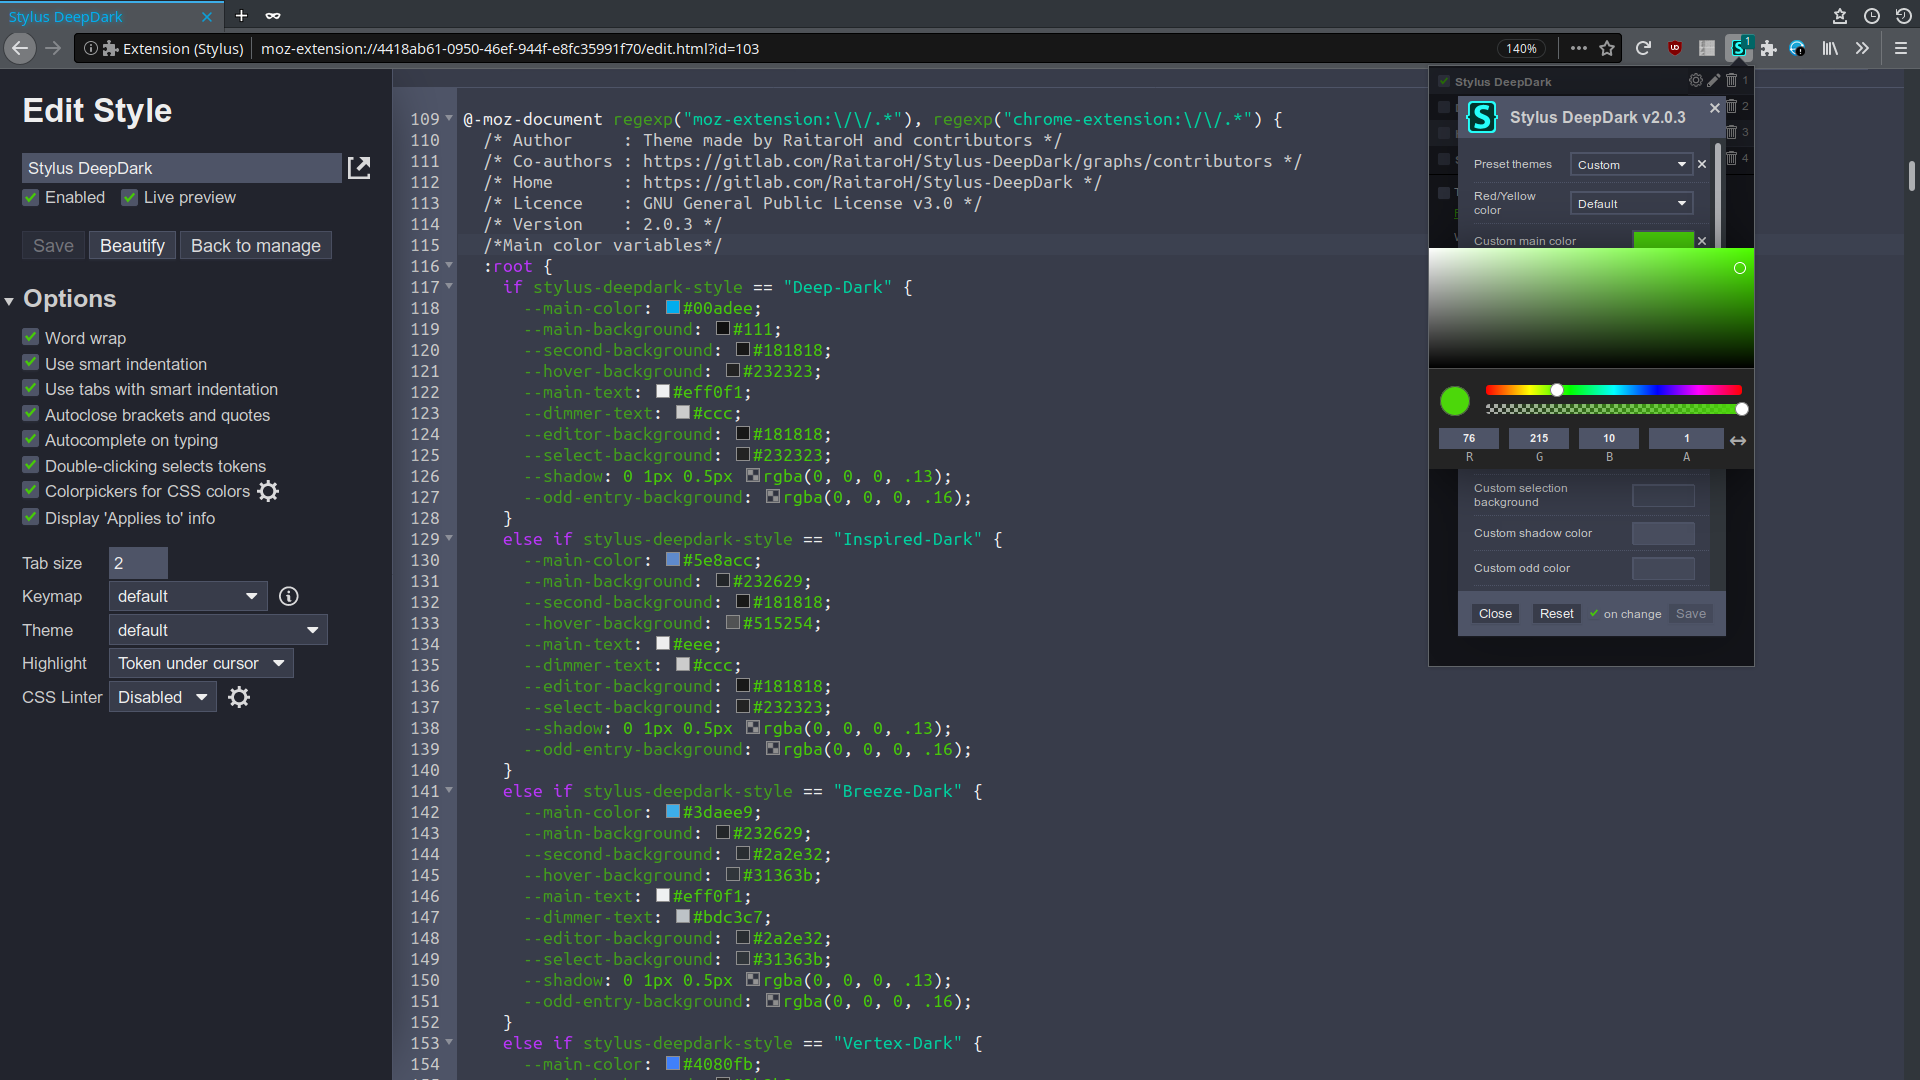 Stylus DeepDark
Extension (Stylus)
moz-extension://4418ab61-0950-46ef-944f-e8fc35991f70/edit.html?id=103
140%
1
Edit Style
Stylus DeepDark
Enabled
Live preview
Save
Beautify
Back to manage
Options
Word wrap
Use smart indentation
Use tabs with smart indentation
Autoclose brackets and quotes
Autocomplete on typing
Double-clicking selects tokens
Colorpickers for CSS colors
Display 'Applies to' info
Tab size 2
Keymap default
Theme default
Highlight Token under cursor
CSS Linter Disabled
109 @-moz-document regexp("moz-extension:\/\/.*"), regexp("chrome-extension:\/\/.*") {
110 /* Author : Theme made by RaitaroH and contributors */
111 /* Co-authors : https://gitlab.com/RaitaroH/Stylus-DeepDark/graphs/contributors */
112 /* Home : https://gitlab.com/RaitaroH/Stylus-DeepDark */
113 /* Licence : GNU General Public License v3.0 */
114 /* Version : 2.0.3 */
115 /*Main color variables*/
116 :root {
117 if stylus-deepdark-style == "Deep-Dark" {
118 --main-color: #00adee;
119 --main-background: #111;
120 --second-background: #181818;
121 --hover-background: #232323;
122 --main-text: #eff0f1;
123 --dimmer-text: #ccc;
124 --editor-background: #181818;
125 --select-background: #232323;
126 --shadow: 0 1px 0.5px rgba(0, 0, 0, .13);
127 --odd-entry-background: rgba(0, 0, 0, .16);
128 }
129 else if stylus-deepdark-style == "Inspired-Dark" {
130 --main-color: #5e8acc;
131 --main-background: #232629;
132 --second-background: #181818;
133 --hover-background: #515254;
134 --main-text: #eee;
135 --dimmer-text: #ccc;
136 --editor-background: #181818;
137 --select-background: #232323;
138 --shadow: 0 1px 0.5px rgba(0, 0, 0, .13);
139 --odd-entry-background: rgba(0, 0, 0, .16);
140 }
141 else if stylus-deepdark-style == "Breeze-Dark" {
142 --main-color: #3daee9;
143 --main-background: #232629;
144 --second-background: #2a2e32;
145 --hover-background: #31363b;
146 --main-text: #eff0f1;
147 --dimmer-text: #bdc3c7;
148 --editor-background: #2a2e32;
149 --select-background: #31363b;
150 --shadow: 0 1px 0.5px rgba(0, 0, 0, .13);
151 --odd-entry-background: rgba(0, 0, 0, .16);
152 }
153 else if stylus-deepdark-style == "Vertex-Dark" {
154 --main-color: #4080fb;
Stylus DeepDark 1
2
3
4
S Stylus DeepDark v2.0.3
Preset themes Custom
Red/Yellow color Default
Custom main color
76 215 10 1
R G B A
Custom selection
background
Custom shadow color
Custom odd color
Close Reset on change Save